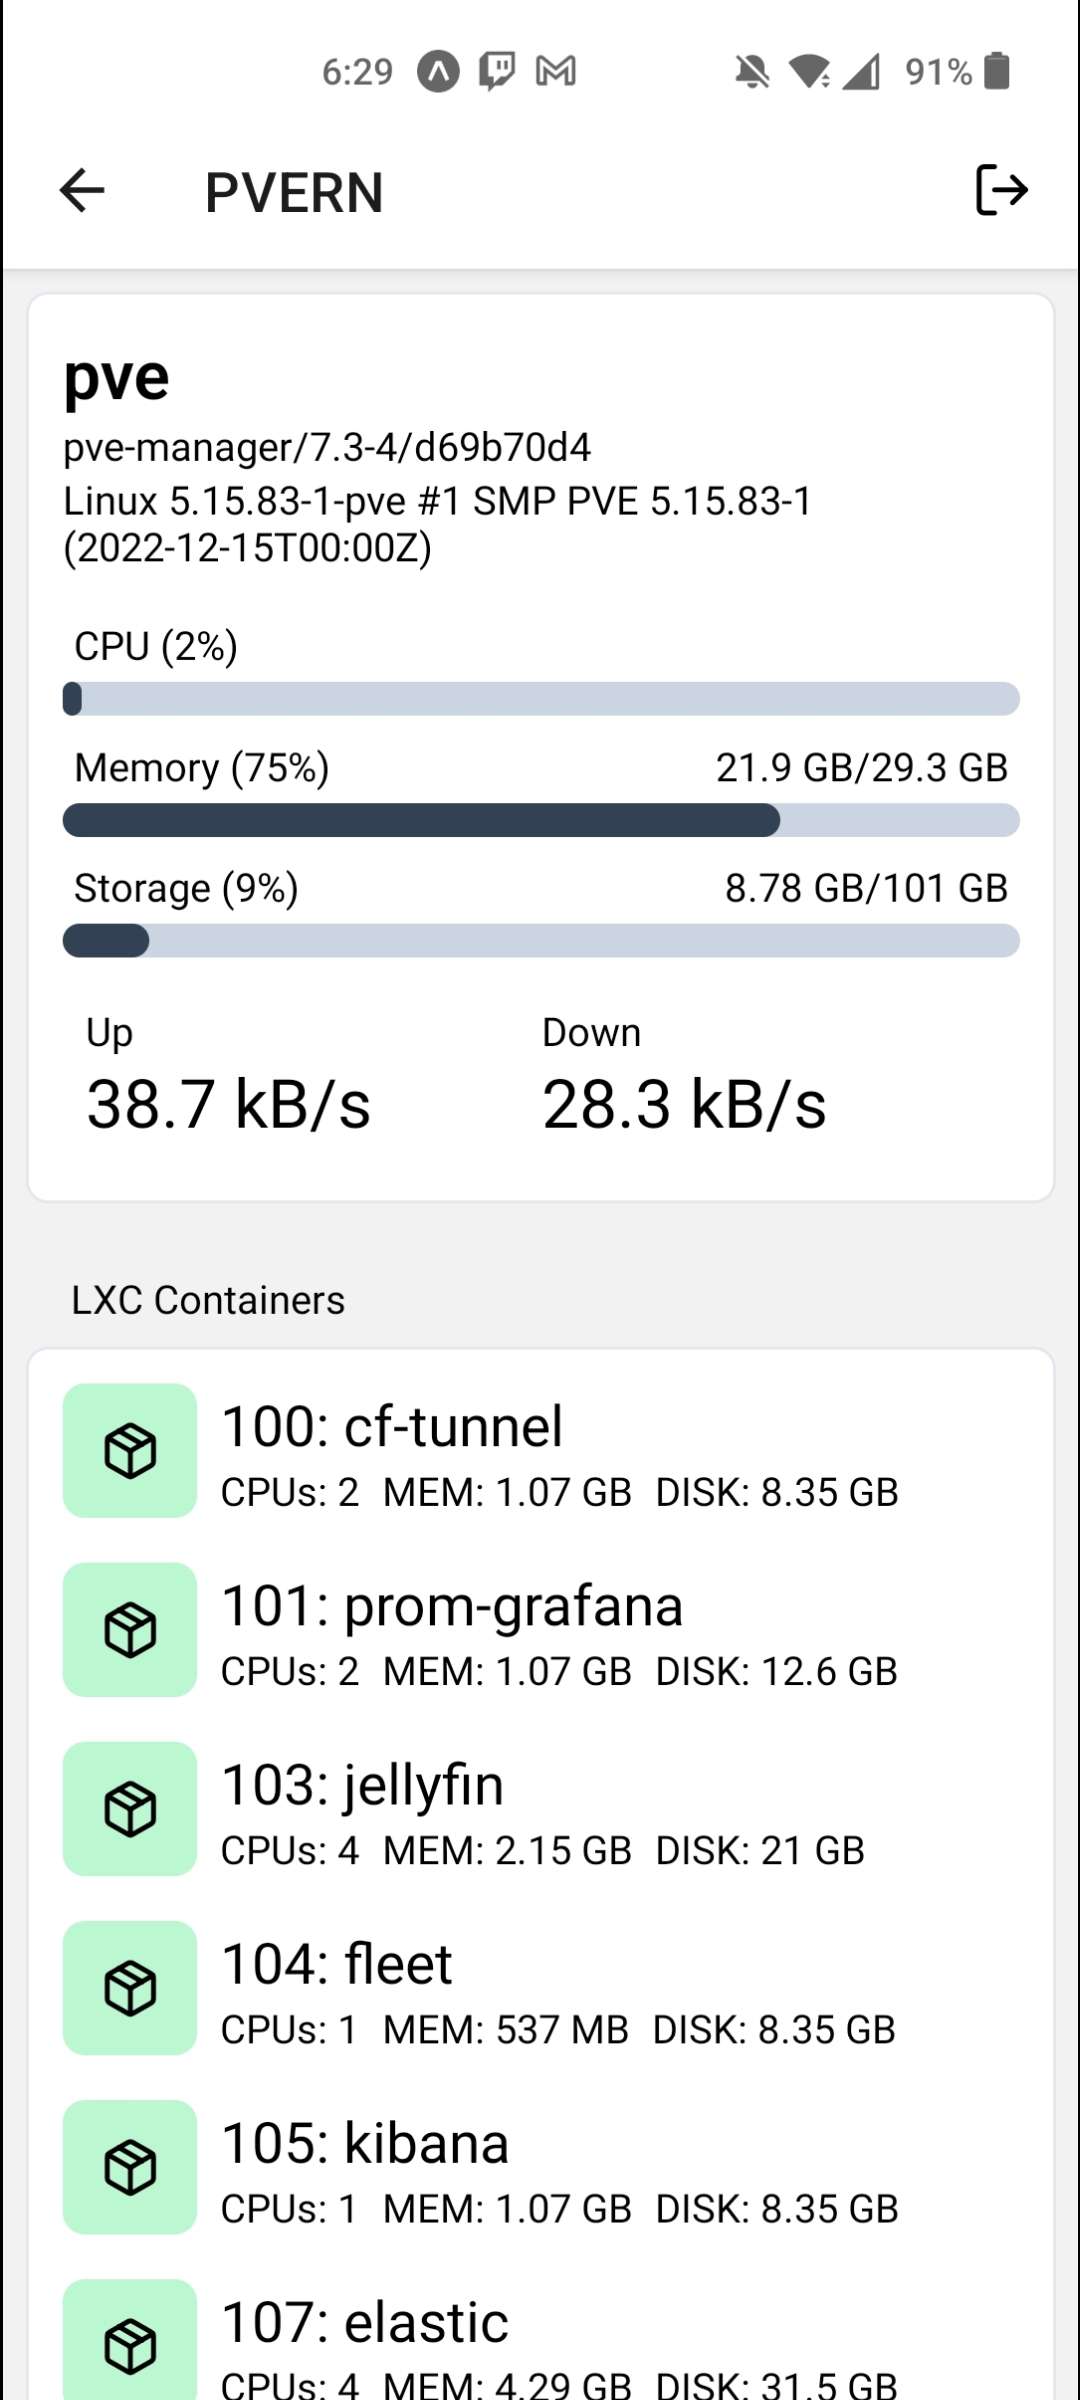 6:29 91%
PVERN
pve
pve-manager/7.3-4/d69b70d4
Linux 5.15.83-1-pve #1 SMP PVE 5.15.83-1
(2022-12-15T00:00Z)
CPU (2%)
Memory (75%) 21.9 GB/29.3 GB
Storage (9%) 8.78 GB/101 GB
Up Down
38.7 kB/s 28.3 kB/s
LXC Containers
100: cf-tunnel
CPUs: 2 MEM: 1.07 GB DISK: 8.35 GB
101: prom-grafana
CPUs: 2 MEM: 1.07 GB DISK: 12.6 GB
103: jellyfin
CPUs: 4 MEM: 2.15 GB DISK: 21 GB
104: fleet
CPUs: 1 MEM: 537 MB DISK: 8.35 GB
105: kibana
CPUs: 1 MEM: 1.07 GB DISK: 8.35 GB
107: elastic
CPUs: 4 MEM: 4.29 GB DISK: 31.5 GB